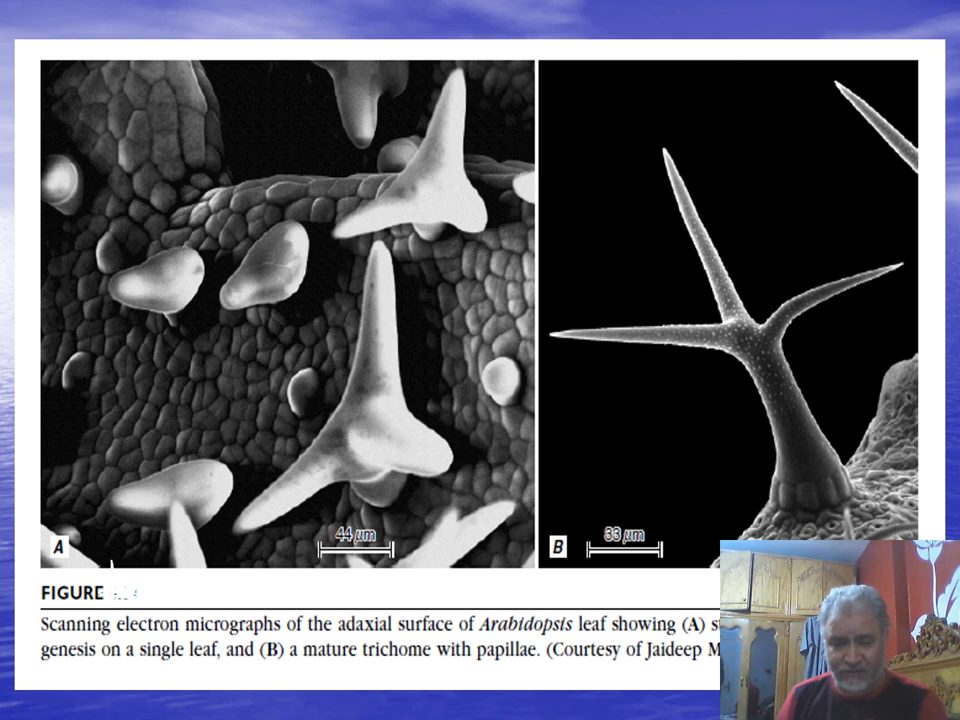 44 µm
33 µm
A
B
FIGURE
Scanning electron micrographs of the adaxial surface of Arabidopsis leaf showing (A)
genesis on a single leaf, and (B) a mature trichome with papillae. (Courtesy of Jaideep